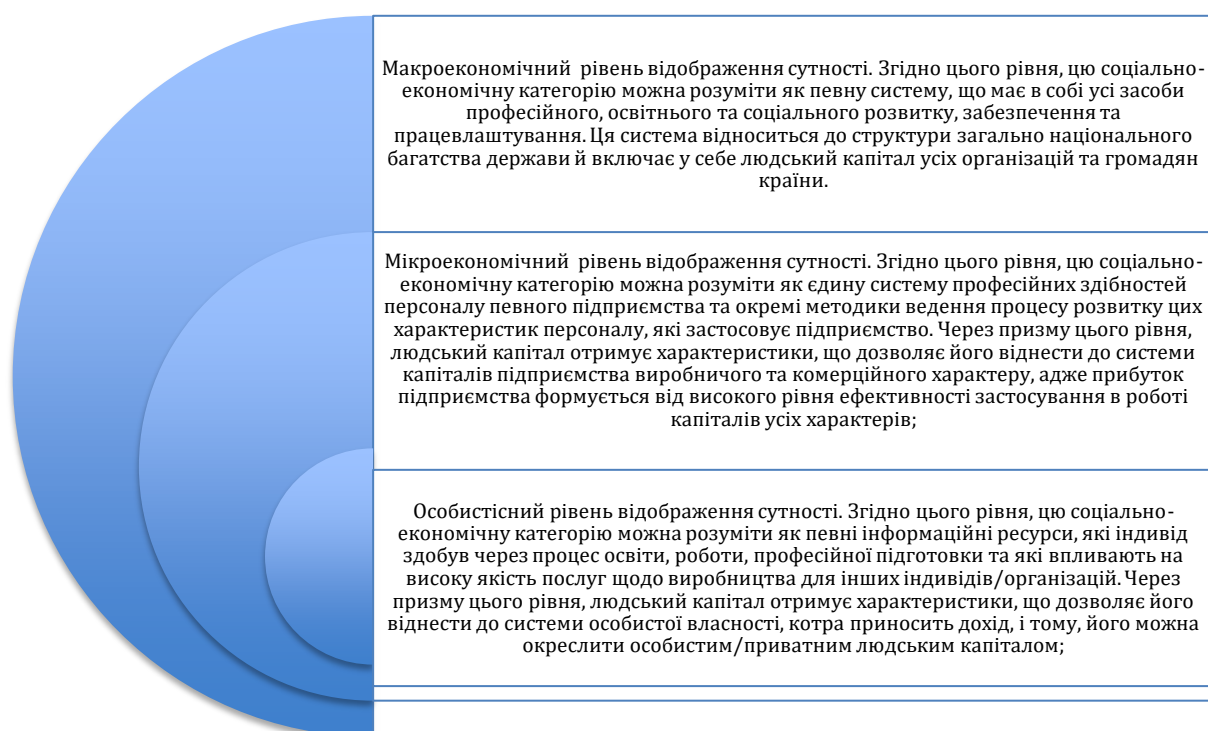 Макроекономічний рівень відображення сутності. Згідно цього рівня, цю соціально-
економічну категорію можна розуміти як певну систему, що має в собі усі засоби
професійного, освітнього та соціального розвитку, забезпечення та
працевлаштування. Ця система відноситься до структури загально національного
багатства держави й включає у себе людський капітал усіх організацій та громадян
країни.
Мікроекономічний рівень відображення сутності. Згідно цього рівня, цю соціально-
економічну категорію можна розуміти як єдину систему професійних здібностей
персоналу певного підприємства та окремі методики ведення процесу розвитку цих
характеристик персоналу, які застосовує підприємство. Через призму цього рівня,
людський капітал отримує характеристики, що дозволяє його віднести до системи
капіталів підприємства виробничого та комерційного характеру, адже прибуток
підприємства формується від високого рівня ефективності застосування в роботі
капіталів усіх характерів;
Особистісний рівень відображення сутності. Згідно цього рівня, цю соціально-
економічну категорію можна розуміти як певні інформаційні ресурси, які індивід
здобув через процес освіти, роботи, професійної підготовки та які впливають на
високу якість послуг щодо виробництва для інших індивідів/організацій. Через
призму цього рівня, людський капітал отримує характеристики, що дозволяє його
віднести до системи особистої власності, котра приносить дохід, і тому, його можна
окреслити особистим/приватним людським капіталом;